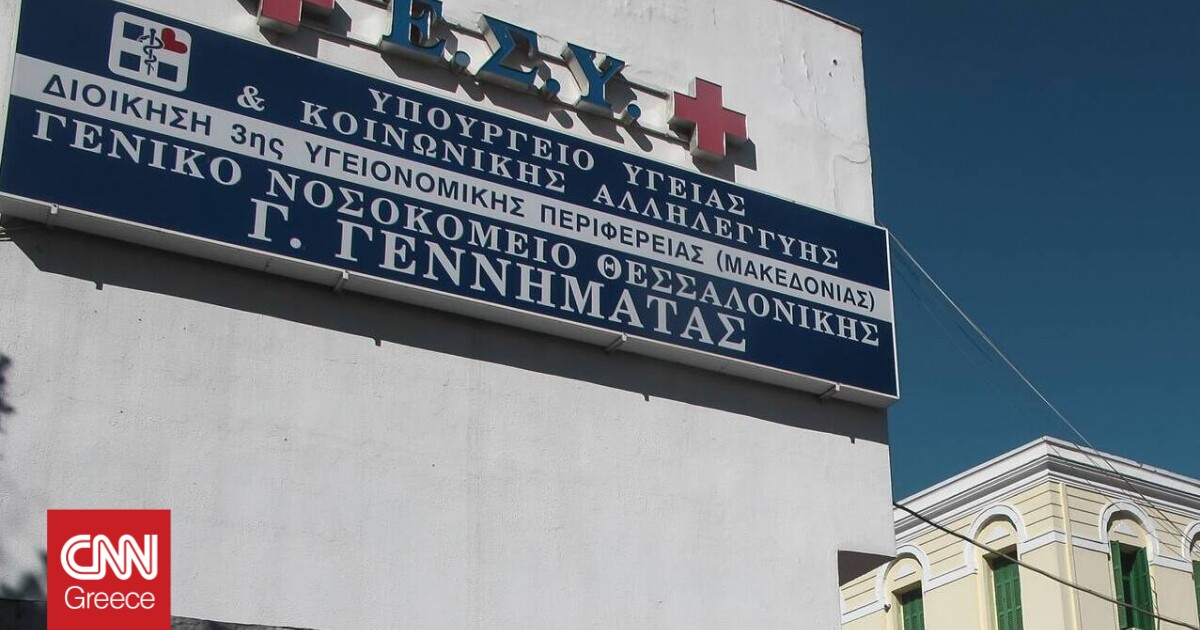 Ε.Σ.Υ.
ΥΠΟΥΡΓΕΙΟ ΥΓΕΙΑΣ
& ΚΟΙΝΩΝΙΚΗΣ ΑΛΛΗΛΕΓΓΥΗΣ
ΔΙΟΙΚΗΣΗ 3ης ΥΓΕΙΟΝΟΜΙΚΗΣ ΠΕΡΙΦΕΡΕΙΑΣ (ΜΑΚΕΔΟΝΙΑΣ)
ΓΕΝΙΚΟ ΝΟΣΟΚΟΜΕΙΟ ΘΕΣΣΑΛΟΝΙΚΗΣ
Γ. ΓΕΝΝΗΜΑΤΑΣ
CNN
Greece